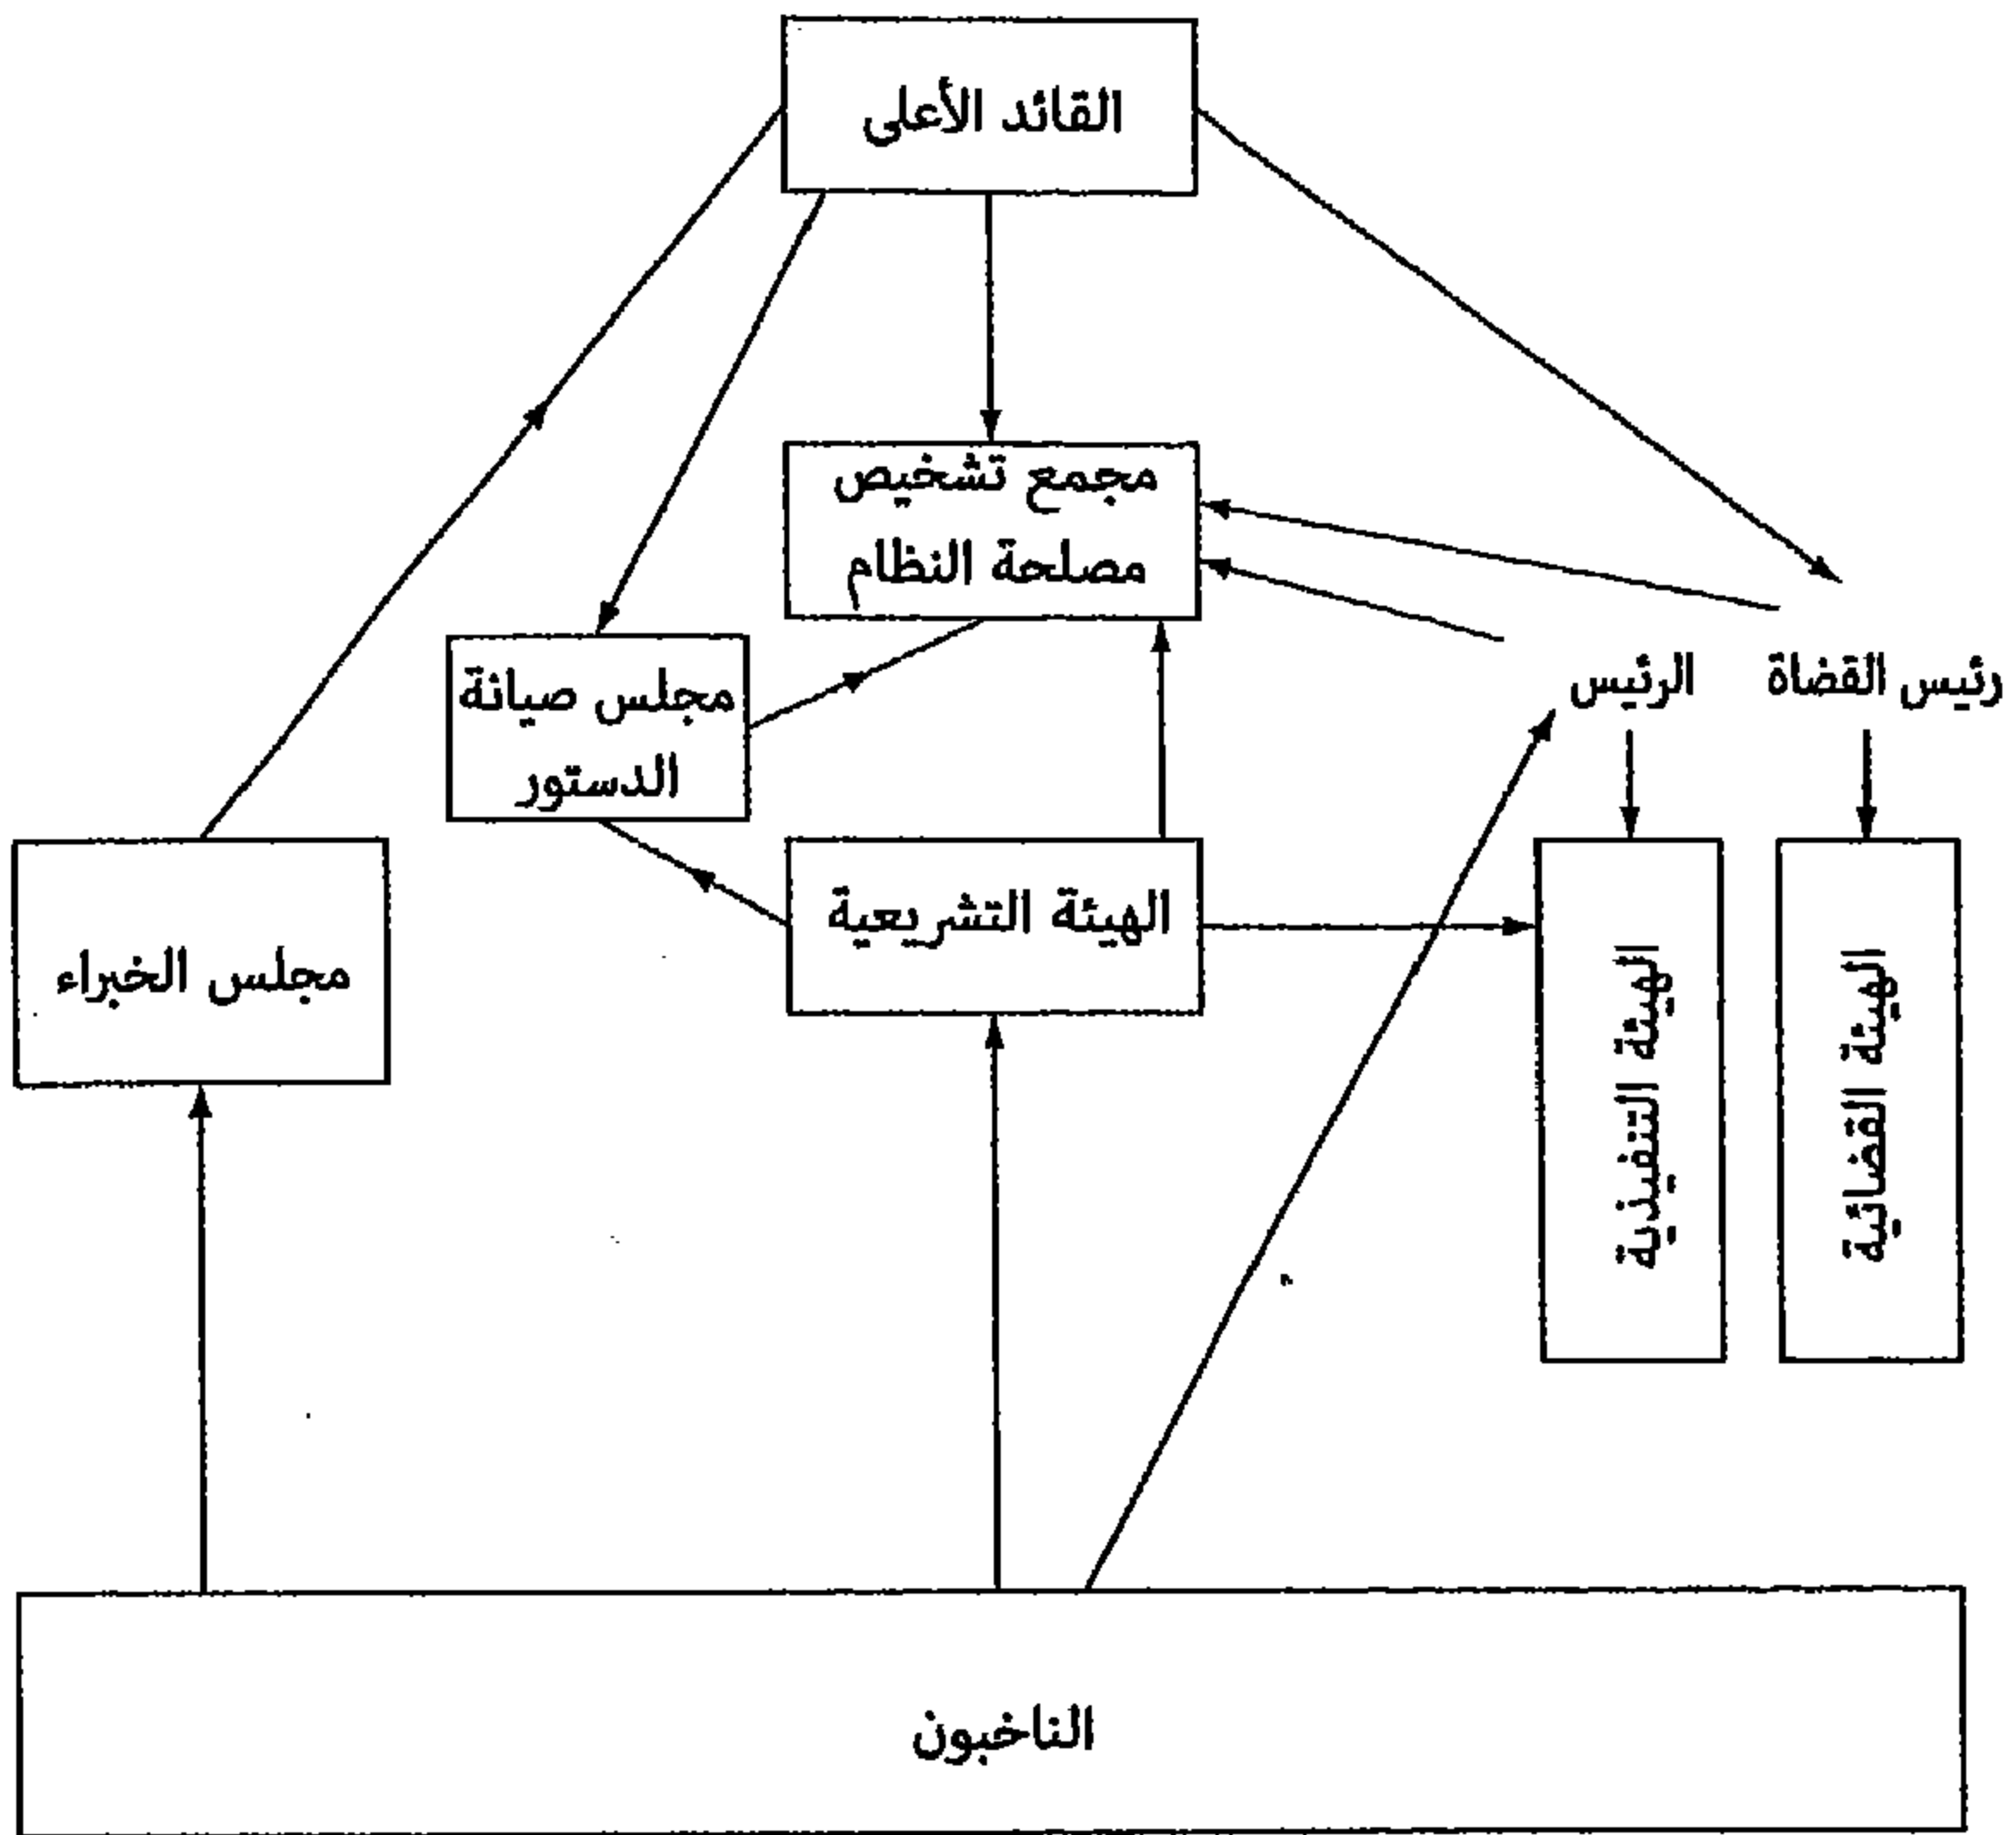 القائد الأعلى
مجمع تشخيص
مصلحة النظام
رئيس القضاة
الرئيس
مجلس صيانة
الدستور
الهيئة القضائية
الهيئة التنفيذية
الهيئة التشريعية
مجلس الخبراء
الناخبون